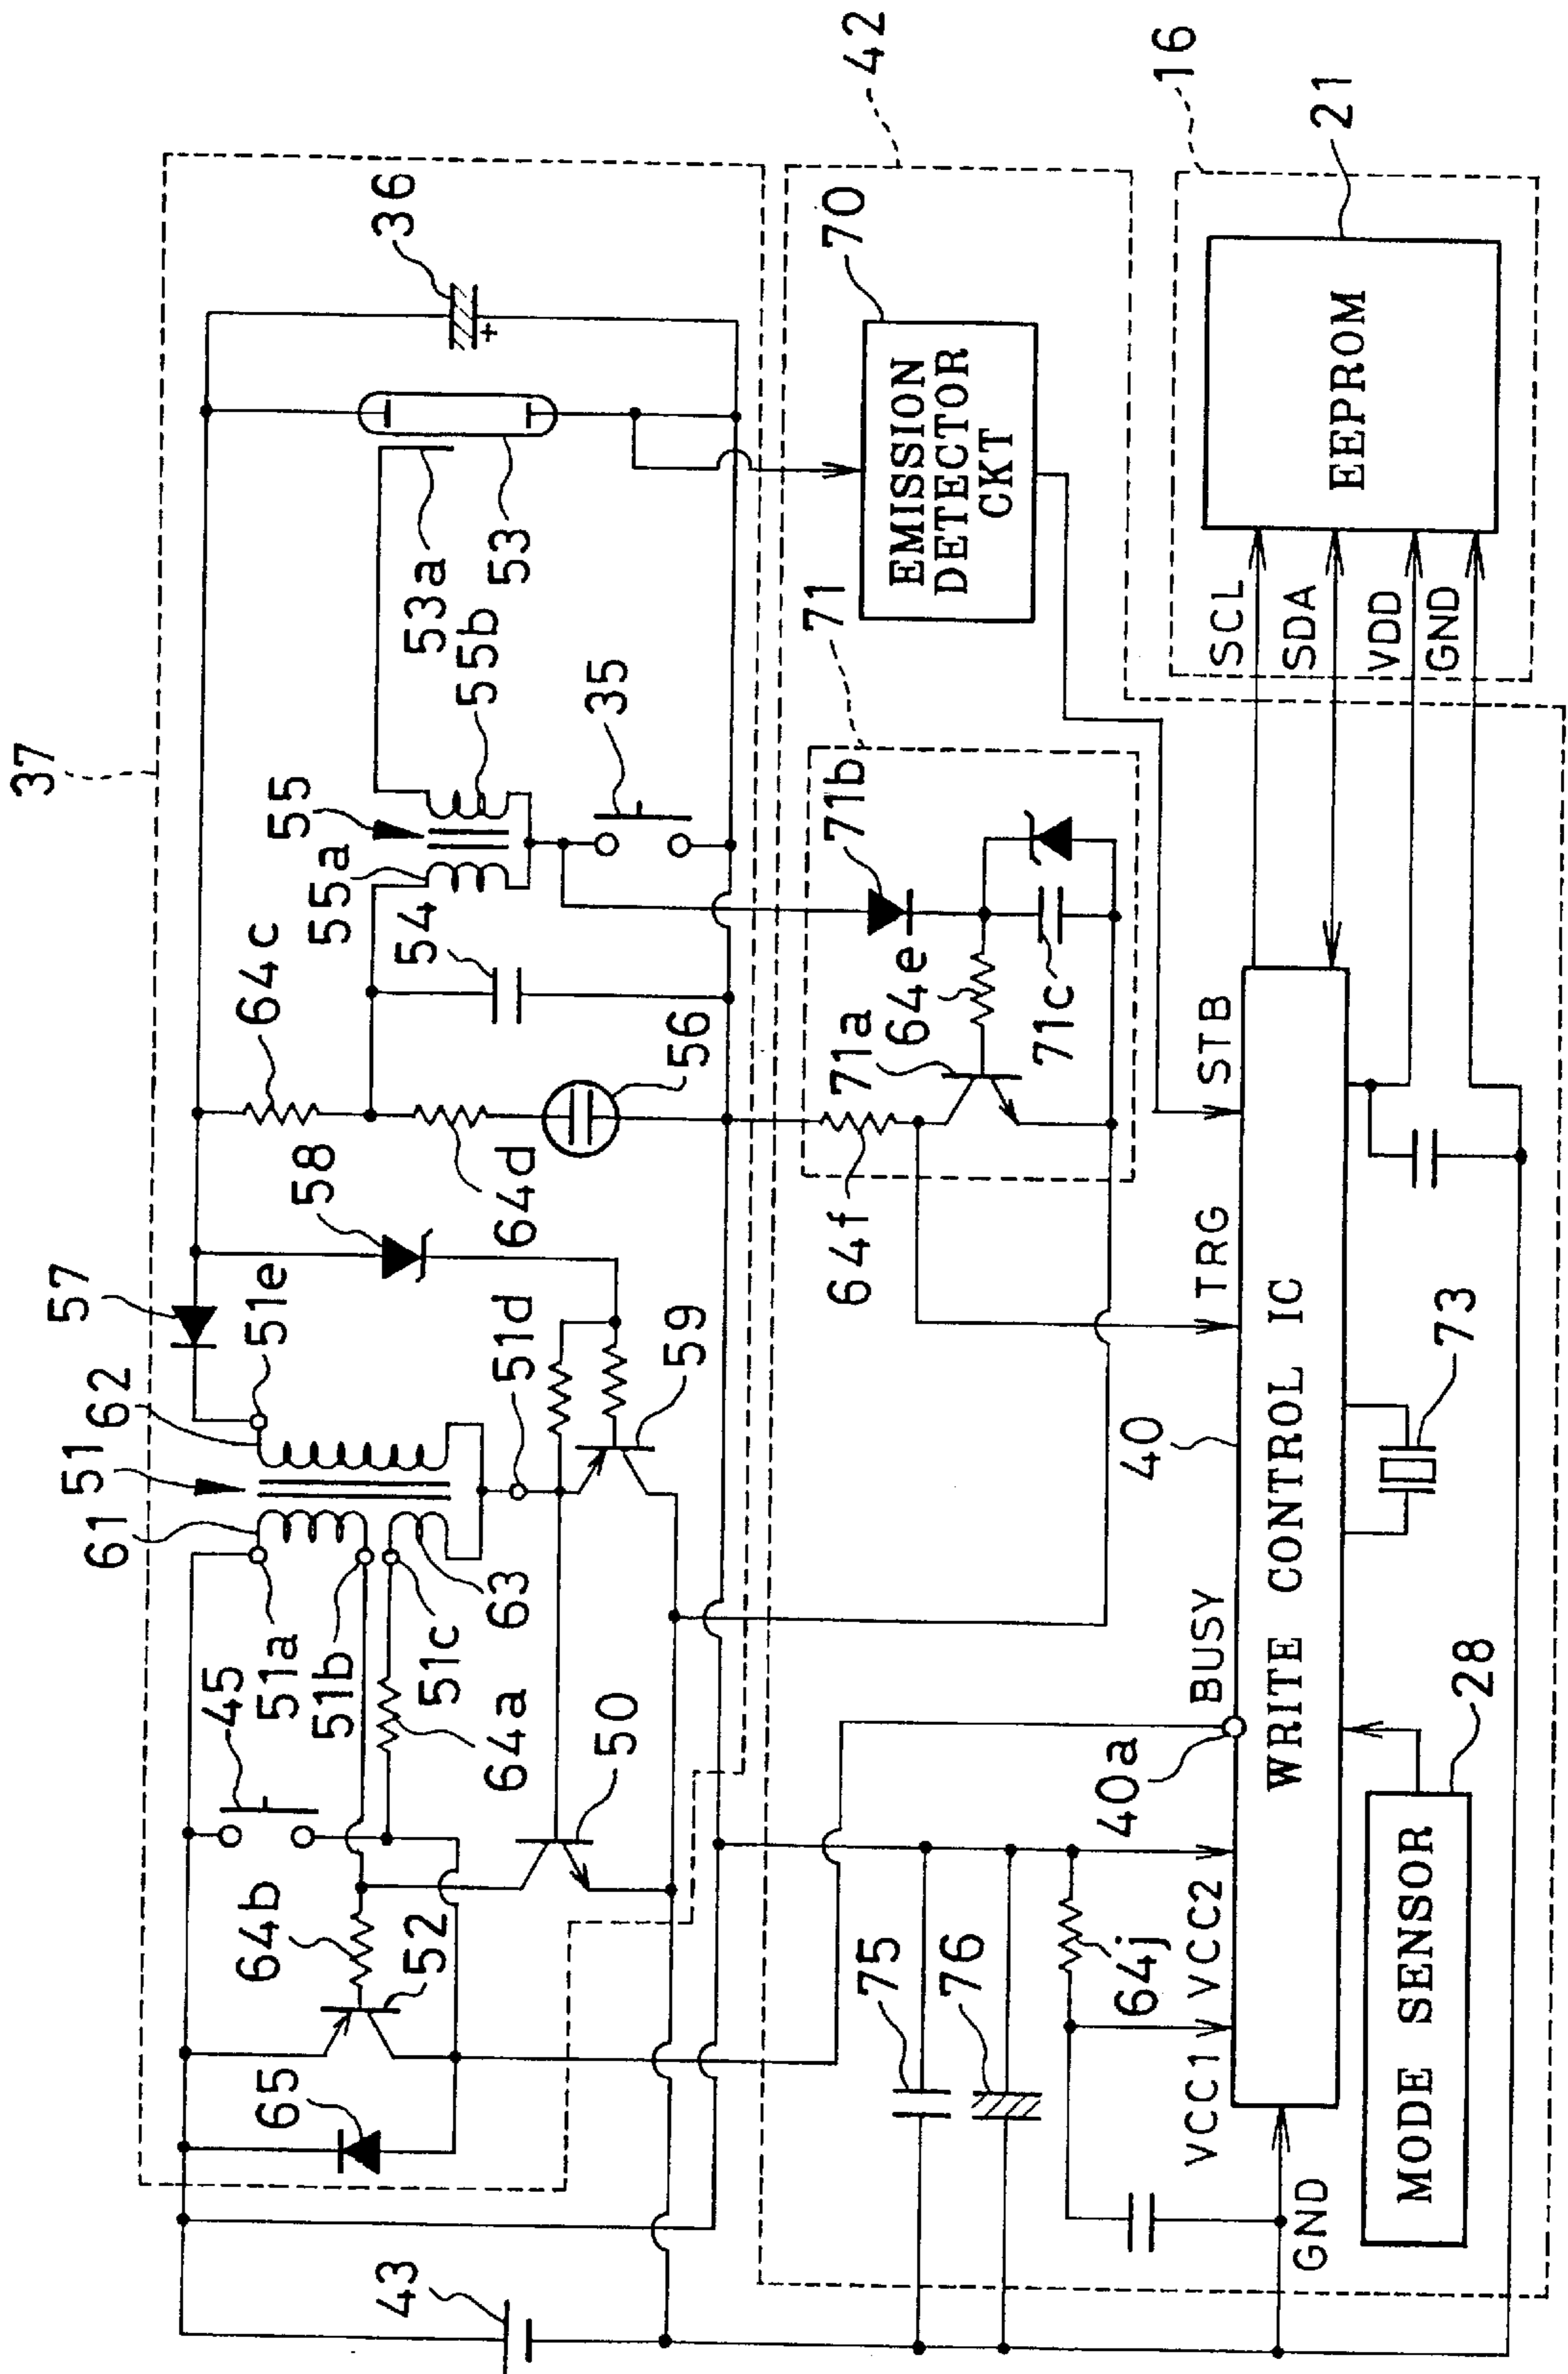 37
43
65
52
64b
45
50
64a
51a
51b
51c
61
51
62
63
51e
57
51d
59
58
64c
64d
56
54
55a
55
55b
35
53a
53
36
42
75
76
64j
VCC1
VCC2
GND
40a
BUSY
40
TRG
STB
64f
71a
64e
71c
71b
71
70
EMISSION
DETECTOR
CKT
WRITE CONTROL IC
MODE SENSOR
28
73
SCL
SDA
VDD
GND
EEPROM
16
21
+